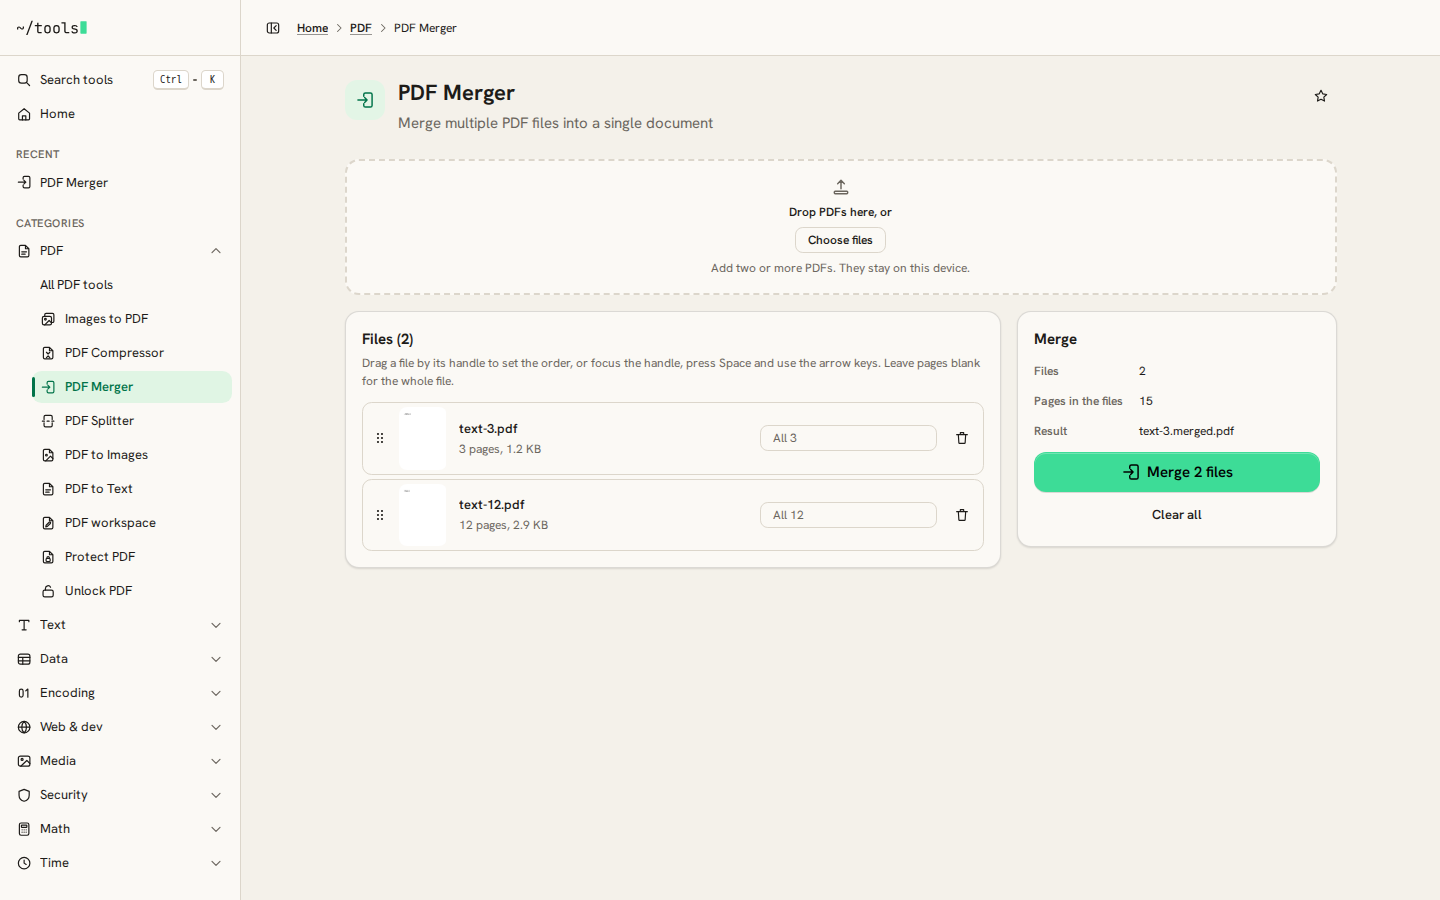 ~/tools
Search tools
Ctrl - K
Home
RECENT
PDF Merger
CATEGORIES
PDF
All PDF tools
Images to PDF
PDF Compressor
PDF Merger
PDF Splitter
PDF to Images
PDF to Text
PDF workspace
Protect PDF
Unlock PDF
Text
Data
01 Encoding
Web & dev
Media
Security
Math
Time
Home > PDF > PDF Merger
PDF Merger
Merge multiple PDF files into a single document
Drop PDFs here, or
Choose files
Add two or more PDFs. They stay on this device.
Files (2)
Drag a file by its handle to set the order, or focus the handle, press Space and use the arrow keys. Leave pages blank
for the whole file.
text-3.pdf
3 pages, 1.2 KB
All 3
text-12.pdf
12 pages, 2.9 KB
All 12
Merge
Files 2
Pages in the files 15
Result text-3.merged.pdf
Merge 2 files
Clear all